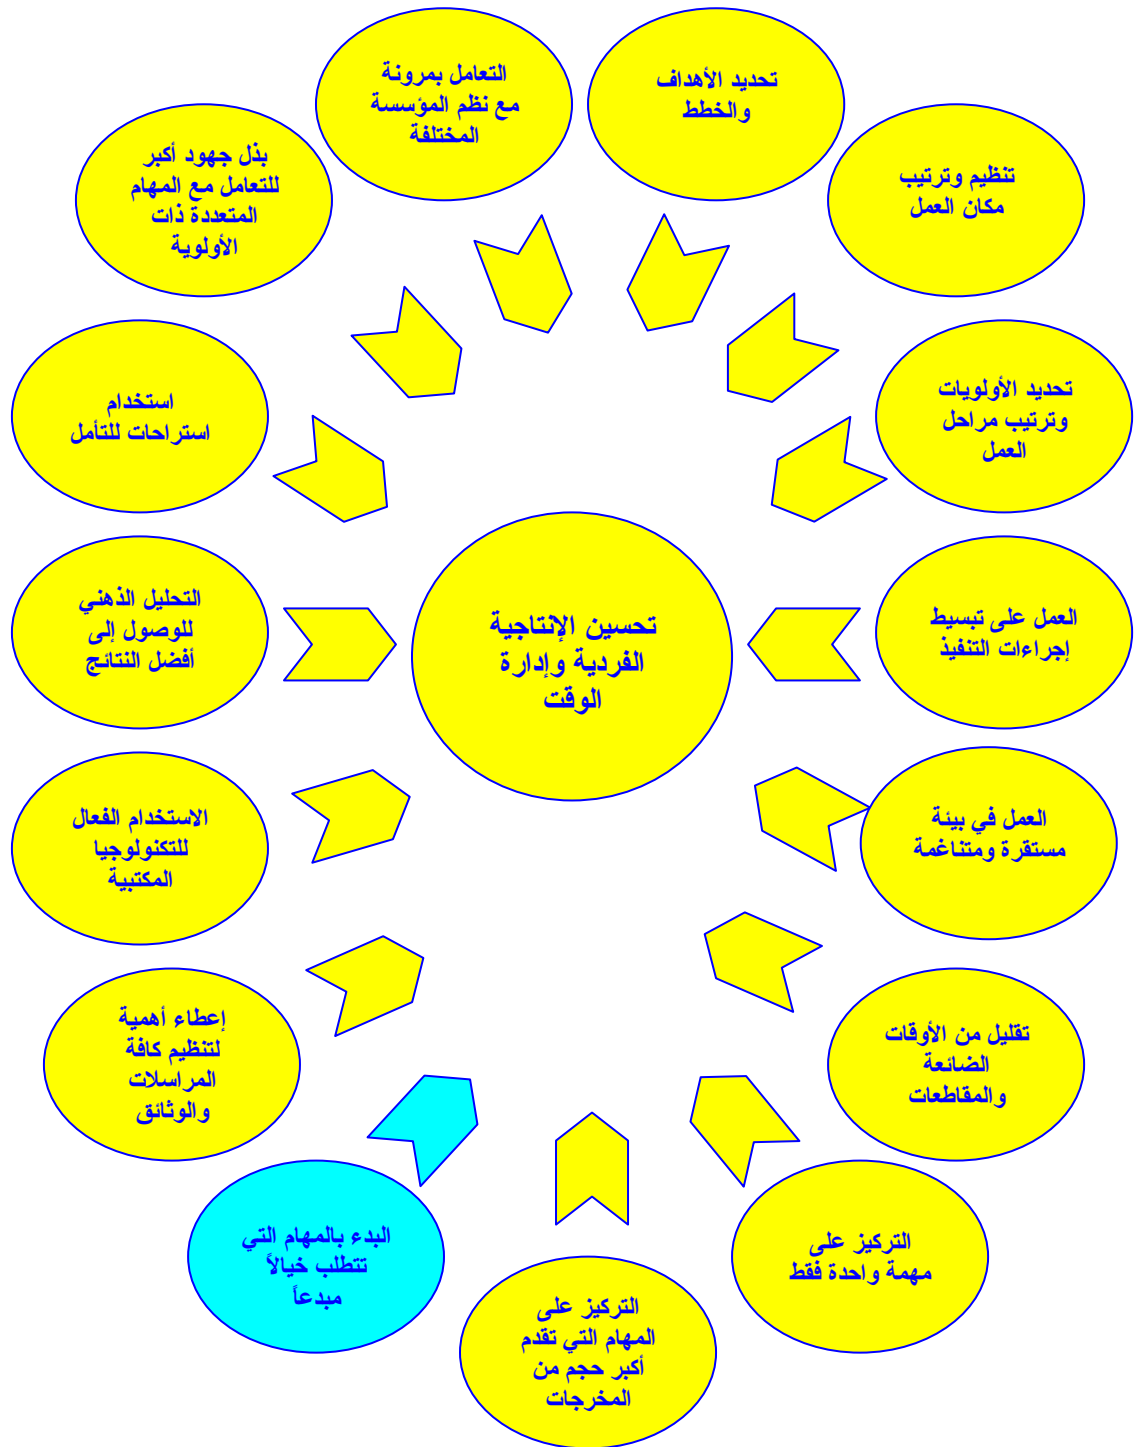 تحديد الأهداف
والخطط
تنظيم وترتيب
مكان العمل
تحديد الأولويات
وترتيب مراحل
العمل
العمل على تبسيط
إجراءات التنفيذ
العمل في بيئة
مستقرة ومتناغمة
تقليل من الأوقات
الضائعة
والمقاطعات
التركيز على
مهمة واحدة فقط
التركيز على
المهام التي تقدم
أكبر حجم من
المخرجات
البدء بالمهام التي
تتطلب خيالاً
مبدعاً
إعطاء أهمية
لتنظيم كافة
المراسلات
والوثائق
الاستخدام الفعال
للتكنولوجيا
المكتبية
التحليل الذهني
للوصول إلى
أفضل النتائج
استخدام
استراحات للتأمل
بذل جهود أكبر
للتعامل مع المهام
المتعددة ذات
الأولوية
التعامل بمرونة
مع نظم المؤسسة
المختلفة
تحسين الإنتاجية
الفردية وإدارة
الوقت